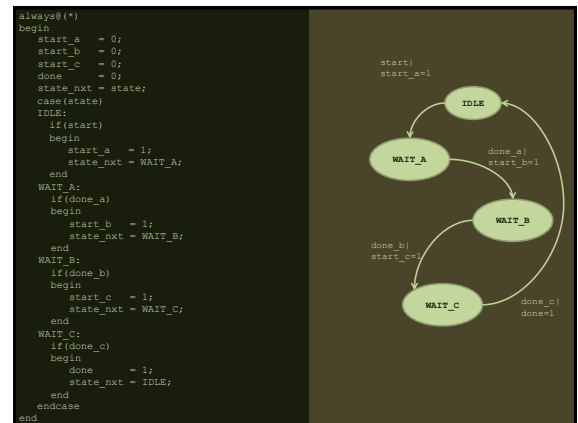 always@(*)
begin
start_a = 0;
start_b = 0;
start_c = 0;
done = 0;
state_nxt = state;
case(state)
IDLE:
if(start)
begin
start_a = 1;
state_nxt = WAIT_A;
end
WAIT_A:
if(done_a)
begin
start_b = 1;
state_nxt = WAIT_B;
end
WAIT_B:
if(done_b)
begin
start_c = 1;
state_nxt = WAIT_C;
end
WAIT_C:
if(done_c)
begin
done = 1;
state_nxt = IDLE;
end
endcase
end
start|
start_a=1
IDLE
WAIT_A
done_a|
start_b=1
WAIT_B
done_b|
start_c=1
WAIT_C
done_c|
done=1